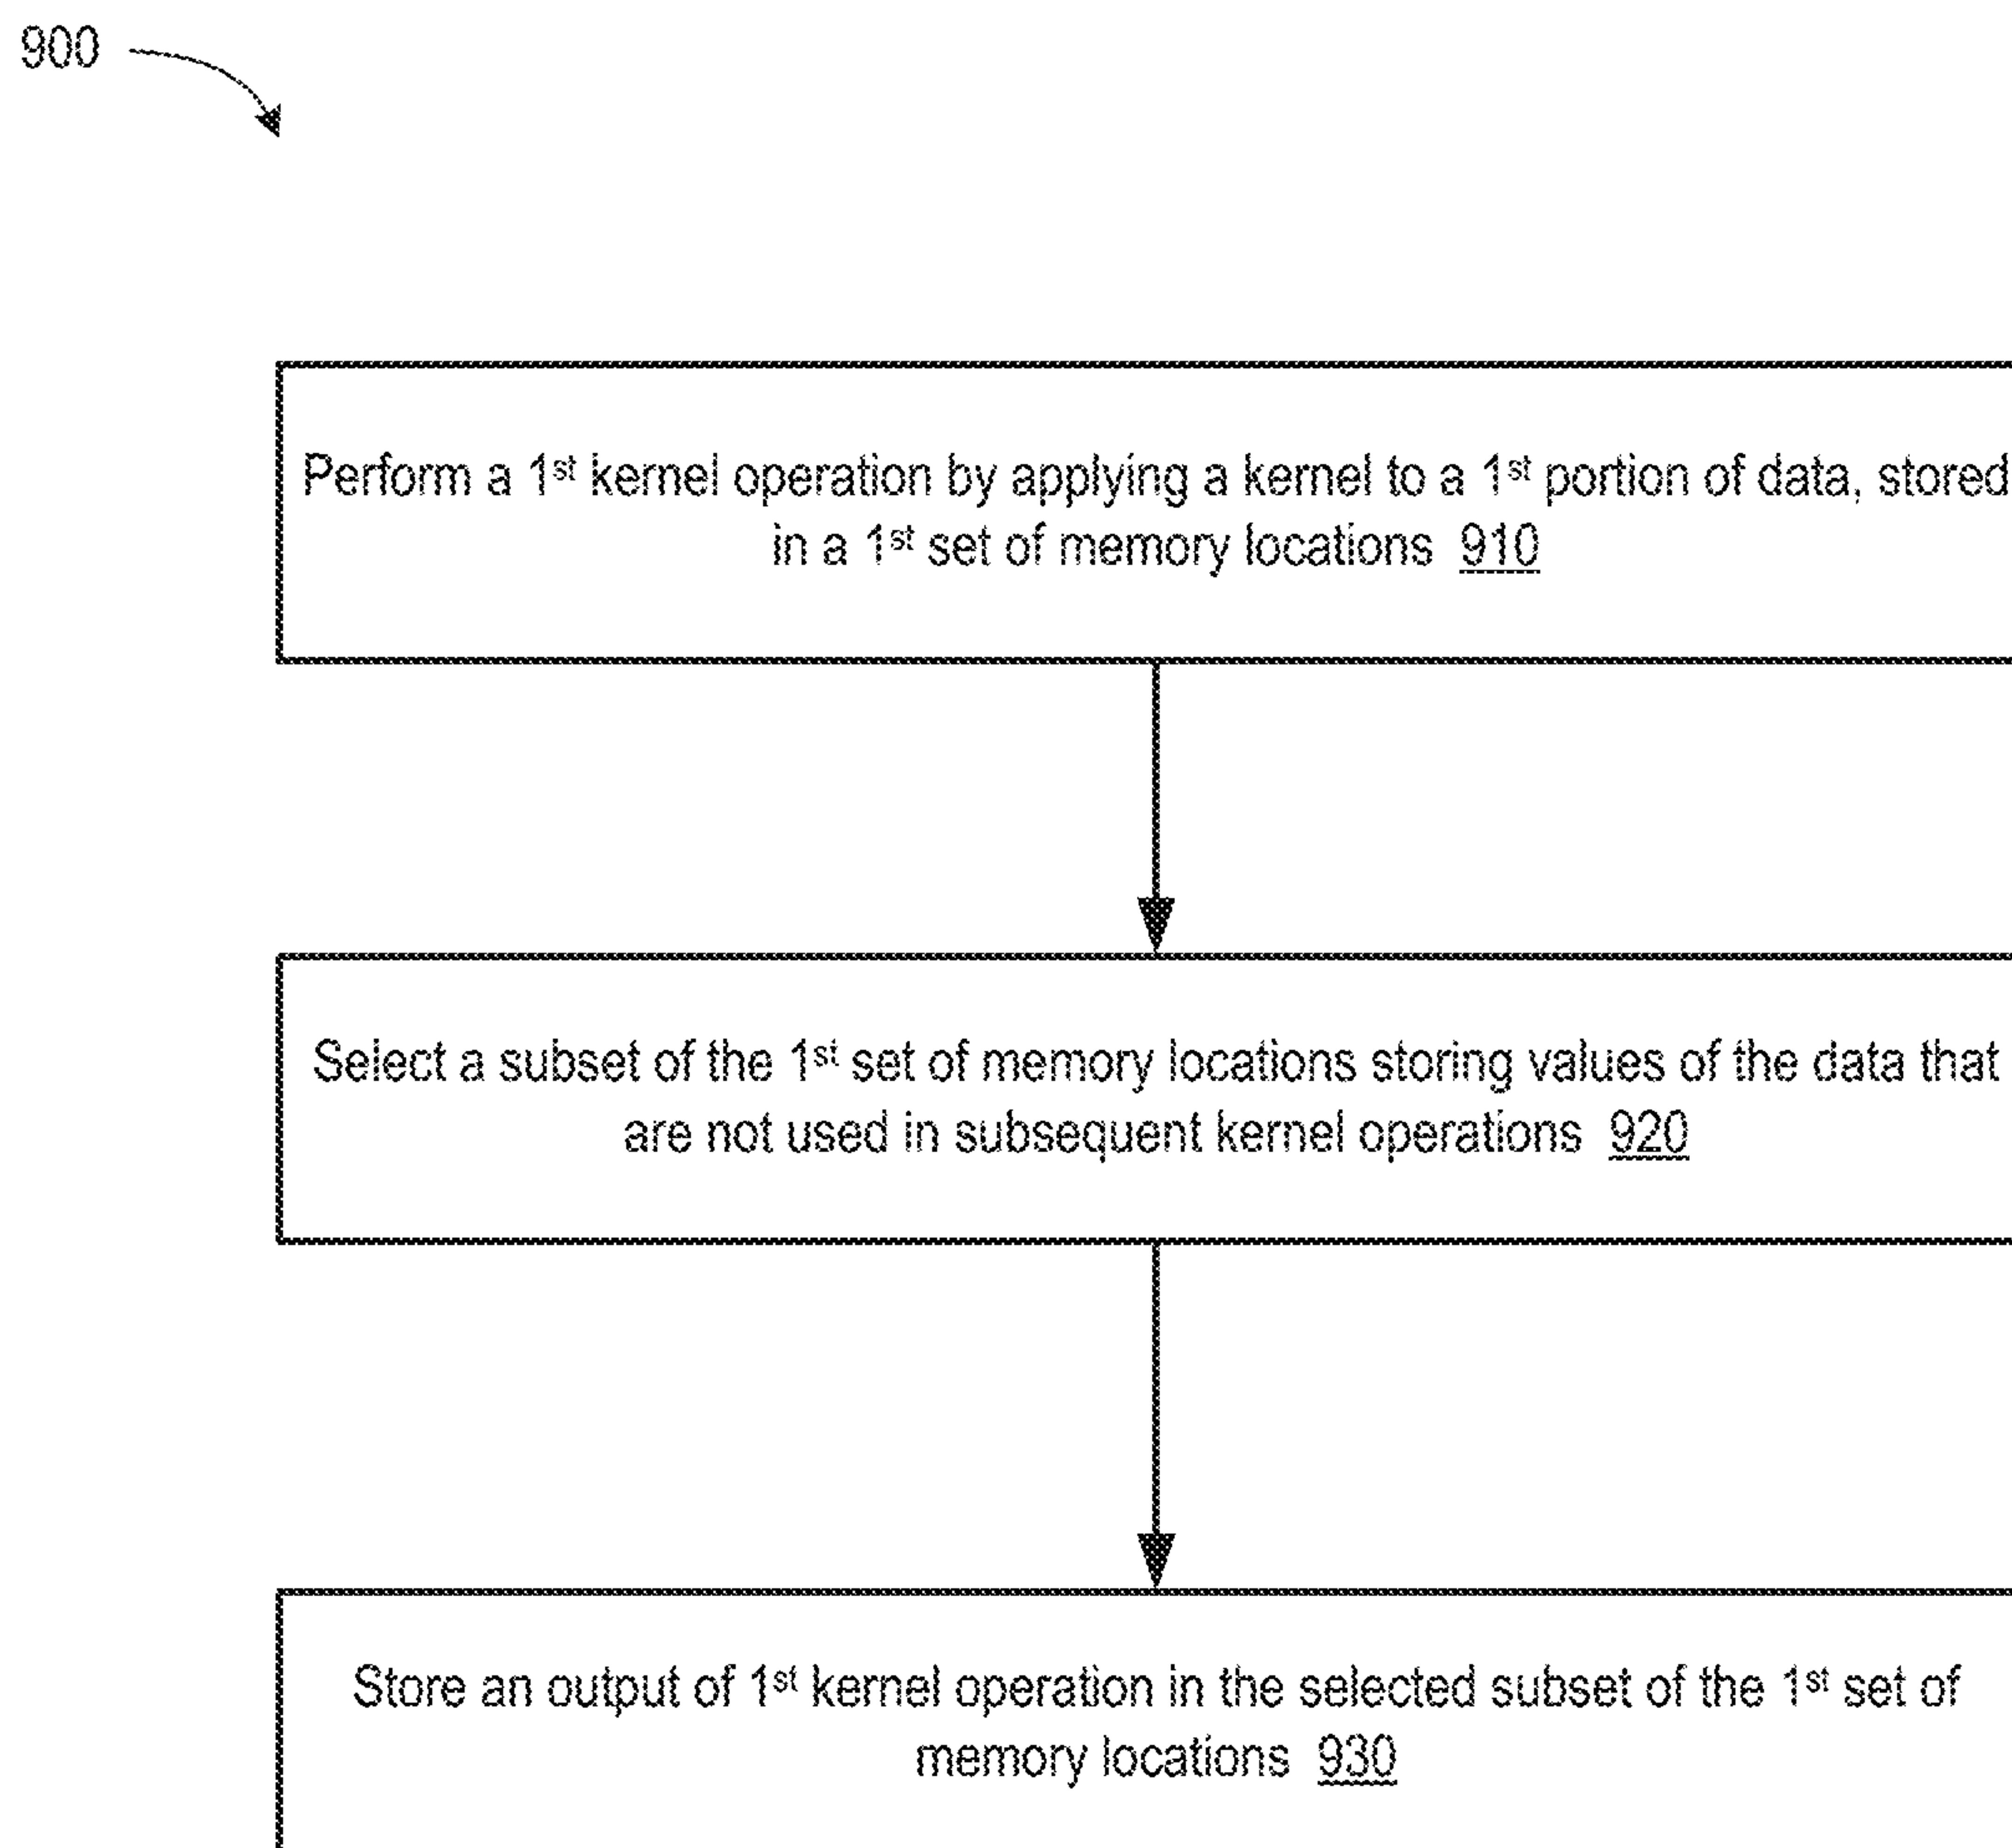 900
Perform a 1st kernel operation by applying a kernel to a 1st portion of data, stored
in a 1st set of memory locations 910
Select a subset of the 1st set of memory locations storing values of the data that
are not used in subsequent kernel operations 920
Store an output of 1st kernel operation in the selected subset of the 1st set of
memory locations 930